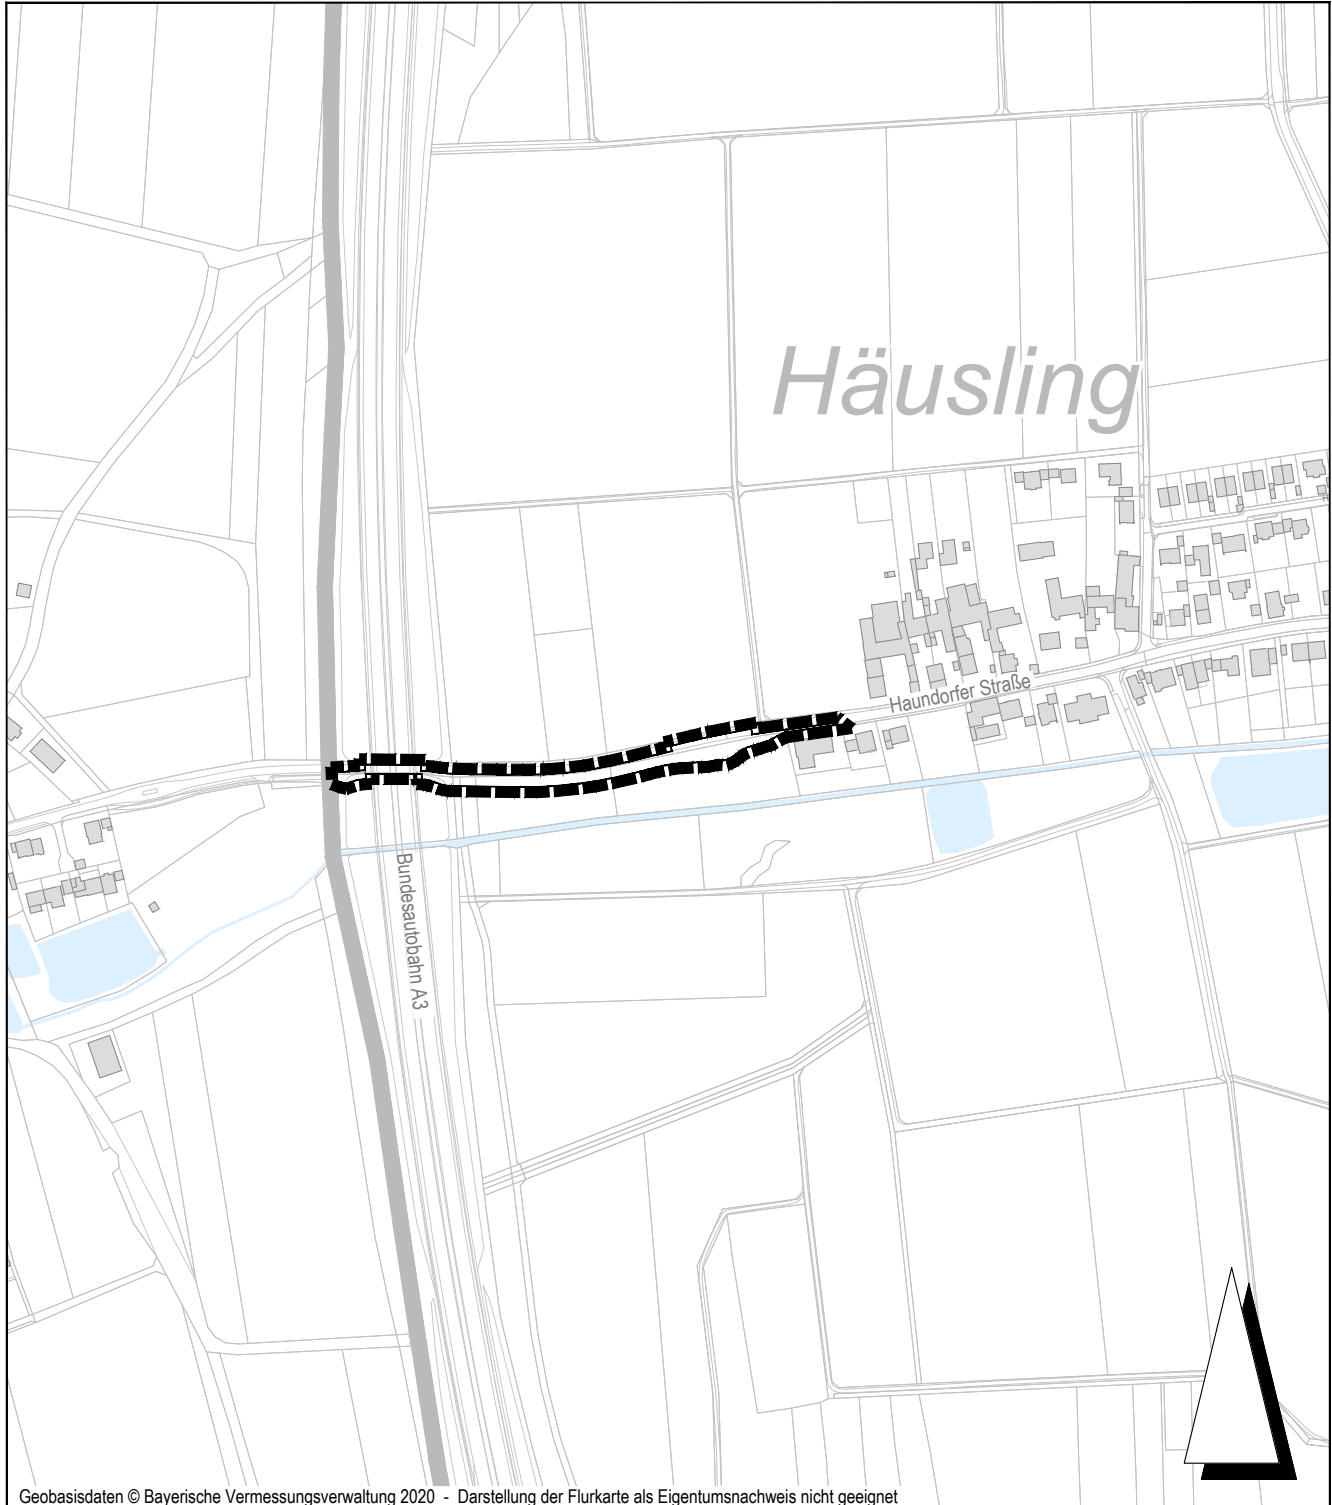 Häusling
Haundorfer Straße
Bundesautobahn A3
Geobasisdaten © Bayerische Vermessungsverwaltung 2020 - Darstellung der Flurkarte als Eigentumsnachweis nicht geeignet